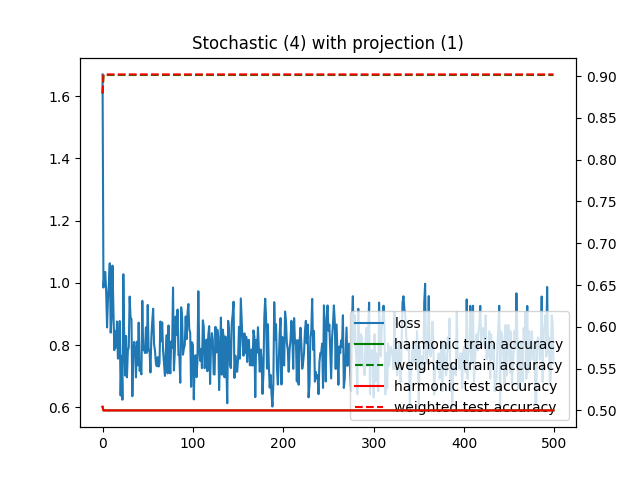 Stochastic (4) with projection (1)
1.6
1.4
1.2
1.0
0.8
0.6
0.90
0.85
0.80
0.75
0.70
0.65
0.60
0.55
0.50
loss
harmonic train accuracy
weighted train accuracy
harmonic test accuracy
weighted test accuracy
0 100 200 300 400 500